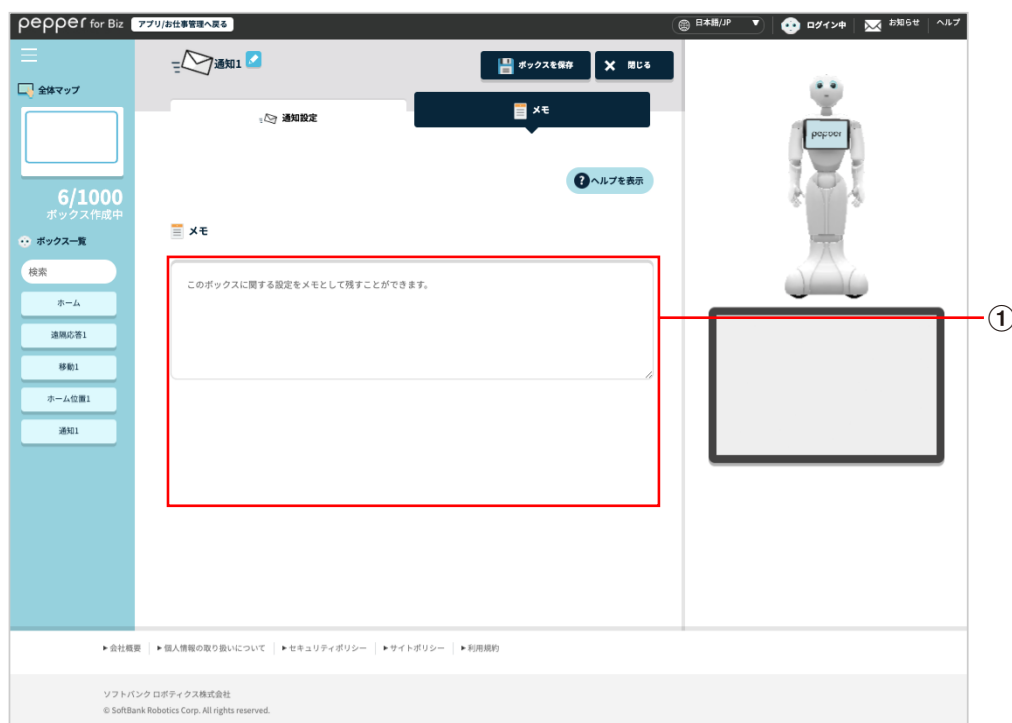 pepper for Biz アプリ/お仕事管理へ戻る 日本語/JP ▼ ログイン中 お知らせ ヘルプ
通知1
ボックスを保存
閉じる
全体マップ
通知設定
メモ
6/1000
ボックス作成中
ヘルプを表示
ボックス一覧
検索
ホーム
遠隔応答1
移動1
ホーム位置1
通知1
メモ
このボックスに関する設定をメモとして残すことができます。
pepper
①
▶会社概要 ▶個人情報の取り扱いについて ▶セキュリティポリシー ▶サイトポリシー ▶利用規約
ソフトバンク ロボティクス株式会社
© SoftBank Robotics Corp. All rights reserved.